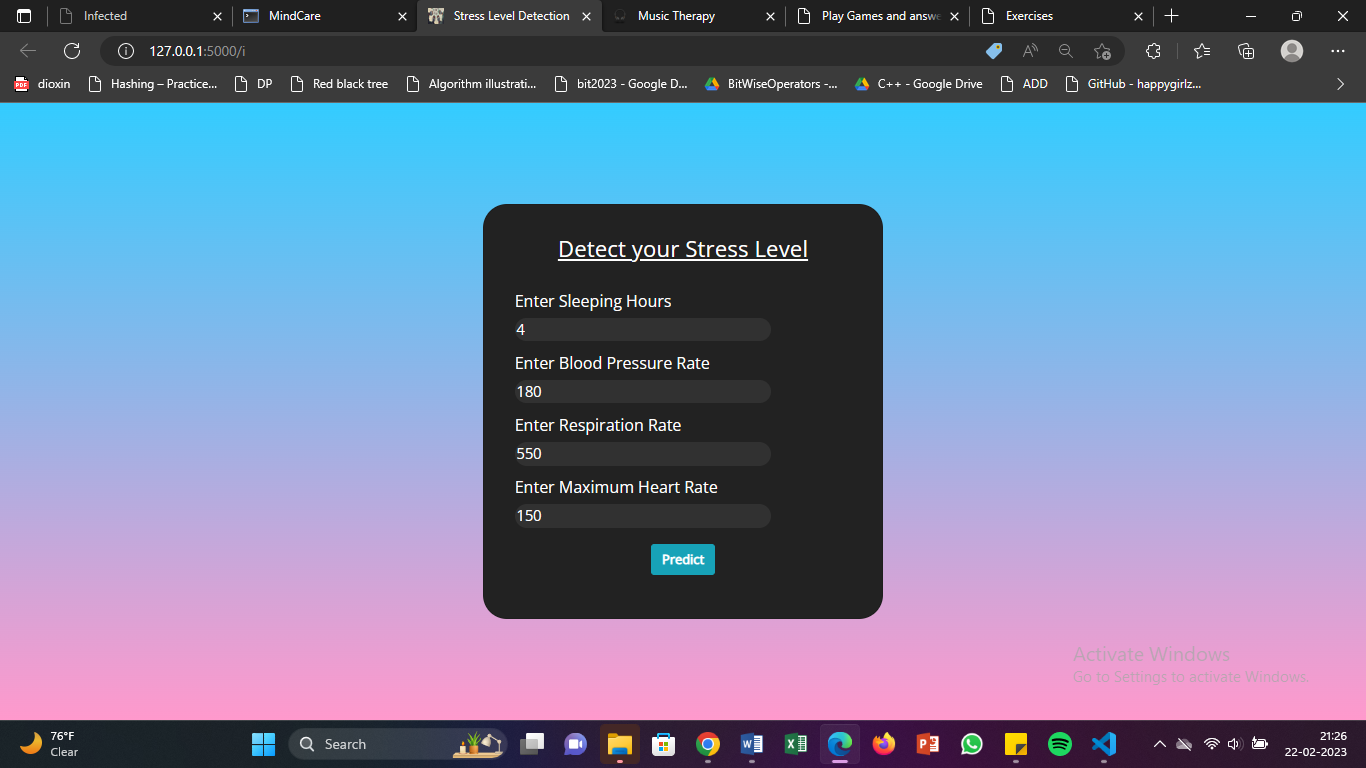 Infected
MindCare
Stress Level Detection
Music Therapy
Play Games and answe
Exercises
127.0.0.1:5000/i
PDF
dioxin
Hashing – Practice...
DP
Red black tree
Algorithm illustrati...
bit2023 - Google D...
BitWiseOperators -...
C++ - Google Drive
ADD
GitHub - happygirlz...
Detect your Stress Level
Enter Sleeping Hours
4
Enter Blood Pressure Rate
180
Enter Respiration Rate
550
Enter Maximum Heart Rate
150
Predict
Activate Windows
Go to Settings to activate Windows.
76°F
Clear
Search
21:26
22-02-2023